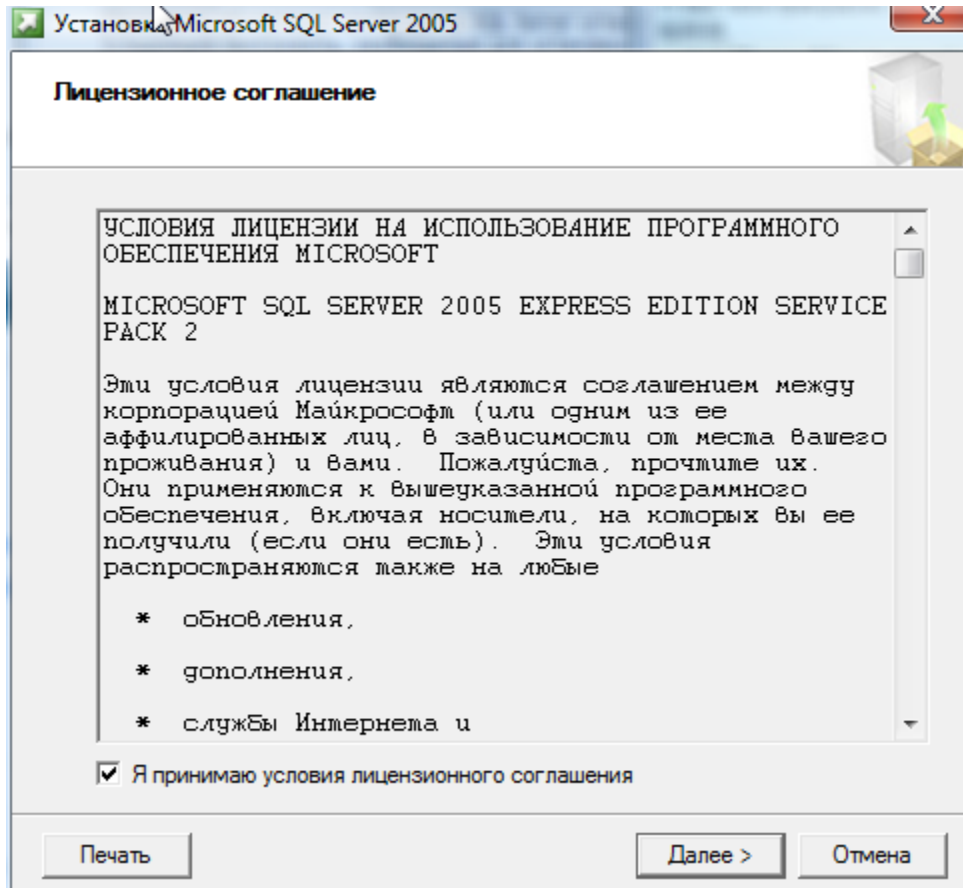 Установка Microsoft SQL Server 2005
Лицензионное соглашение
УСЛОВИЯ ЛИЦЕНЗИИ НА ИСПОЛЬЗОВАНИЕ ПРОГРАММНОГО
ОБЕСПЕЧЕНИЯ MICROSOFT
MICROSOFT SQL SERVER 2005 EXPRESS EDITION SERVICE
PACK 2
Эти условия лицензии являются соглашением между
корпорацией Майкрософт (или одним из ее
аффилированных лиц, в зависимости от места вашего
проживания) и вами.  Пожалуйста, прочтите их.
Они применяются к вышеуказанной программного
обеспечения, включая носители, на которых вы ее
получили (если они есть).  Эти условия
распространяются также на любые
* обновления,
* дополнения,
* службы Интернета и
Я принимаю условия лицензионного соглашения
Печать
Далее >
Отмена